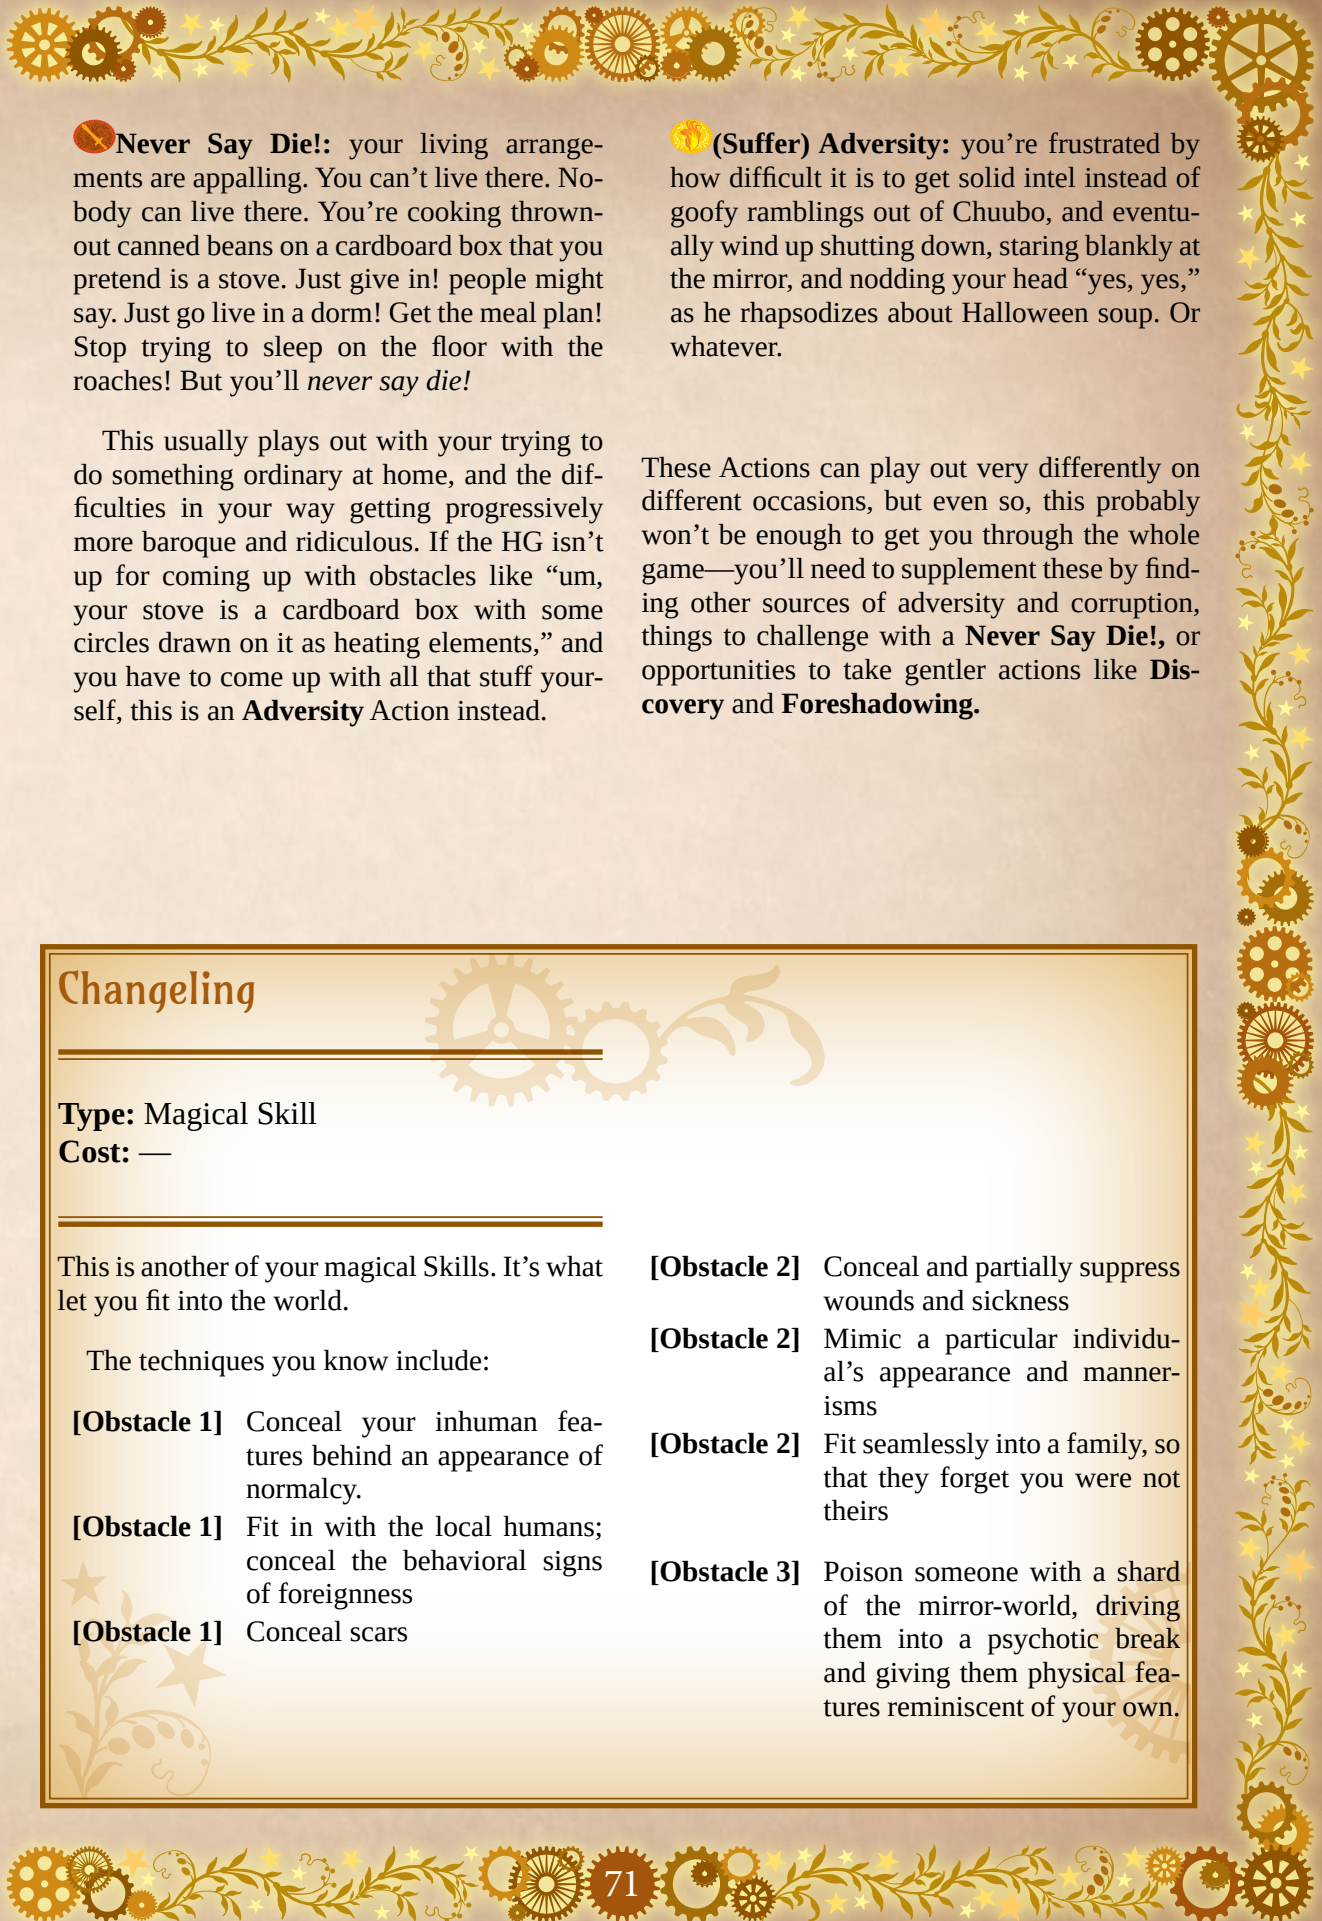 Never Say Die!: your living arrange-
ments are appalling. You can’t live there. No-
body can live there. You’re cooking thrown-
out canned beans on a cardboard box that you
pretend is a stove. Just give in! people might
say. Just go live in a dorm! Get the meal plan!
Stop trying to sleep on the floor with the
roaches! But you’ll never say die!
This usually plays out with your trying to
do something ordinary at home, and the dif-
ficulties in your way getting progressively
more baroque and ridiculous. If the HG isn’t
up for coming up with obstacles like “um,
your stove is a cardboard box with some
circles drawn on it as heating elements,” and
you have to come up with all that stuff your-
self, this is an Adversity Action instead.
(Suffer) Adversity: you’re frustrated by
how difficult it is to get solid intel instead of
goofy ramblings out of Chuubo, and eventu-
ally wind up shutting down, staring blankly at
the mirror, and nodding your head “yes, yes,”
as he rhapsodizes about Halloween soup. Or
whatever.
These Actions can play out very differently on
different occasions, but even so, this probably
won’t be enough to get you through the whole
game—you’ll need to supplement these by find-
ing other sources of adversity and corruption,
things to challenge with a Never Say Die!, or
opportunities to take gentler actions like Dis-
covery and Foreshadowing.
Changeling
Type: Magical Skill
Cost: —
This is another of your magical Skills. It’s what
let you fit into the world.
The techniques you know include:
[Obstacle 1] Conceal your inhuman fea-
tures behind an appearance of
normalcy.
[Obstacle 1] Fit in with the local humans;
conceal the behavioral signs
of foreignness
[Obstacle 1] Conceal scars
[Obstacle 2] Conceal and partially suppress
wounds and sickness
[Obstacle 2] Mimic a particular individu-
al’s appearance and manner-
isms
[Obstacle 2] Fit seamlessly into a family, so
that they forget you were not
theirs
[Obstacle 3] Poison someone with a shard
of the mirror-world, driving
them into a psychotic break
and giving them physical fea-
tures reminiscent of your own.
71